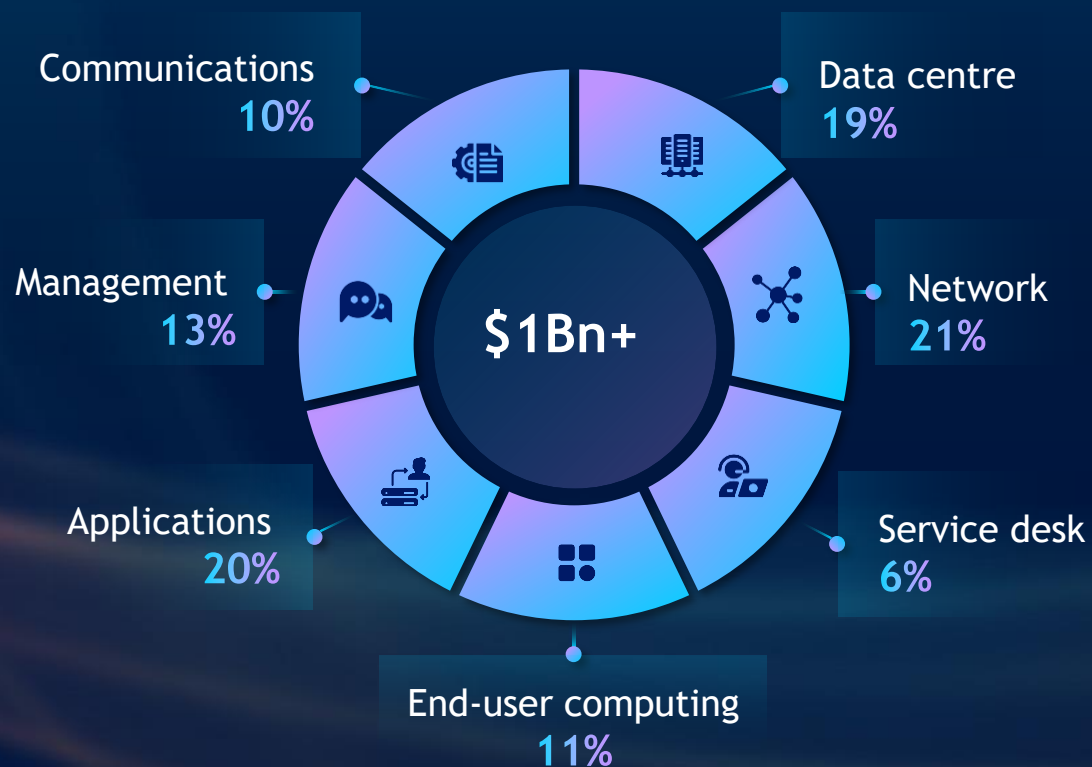 Communications
10%
Data centre
19%
Management
13%
$1Bn+
Network
21%
Applications
20%
Service desk
6%
End-user computing
11%